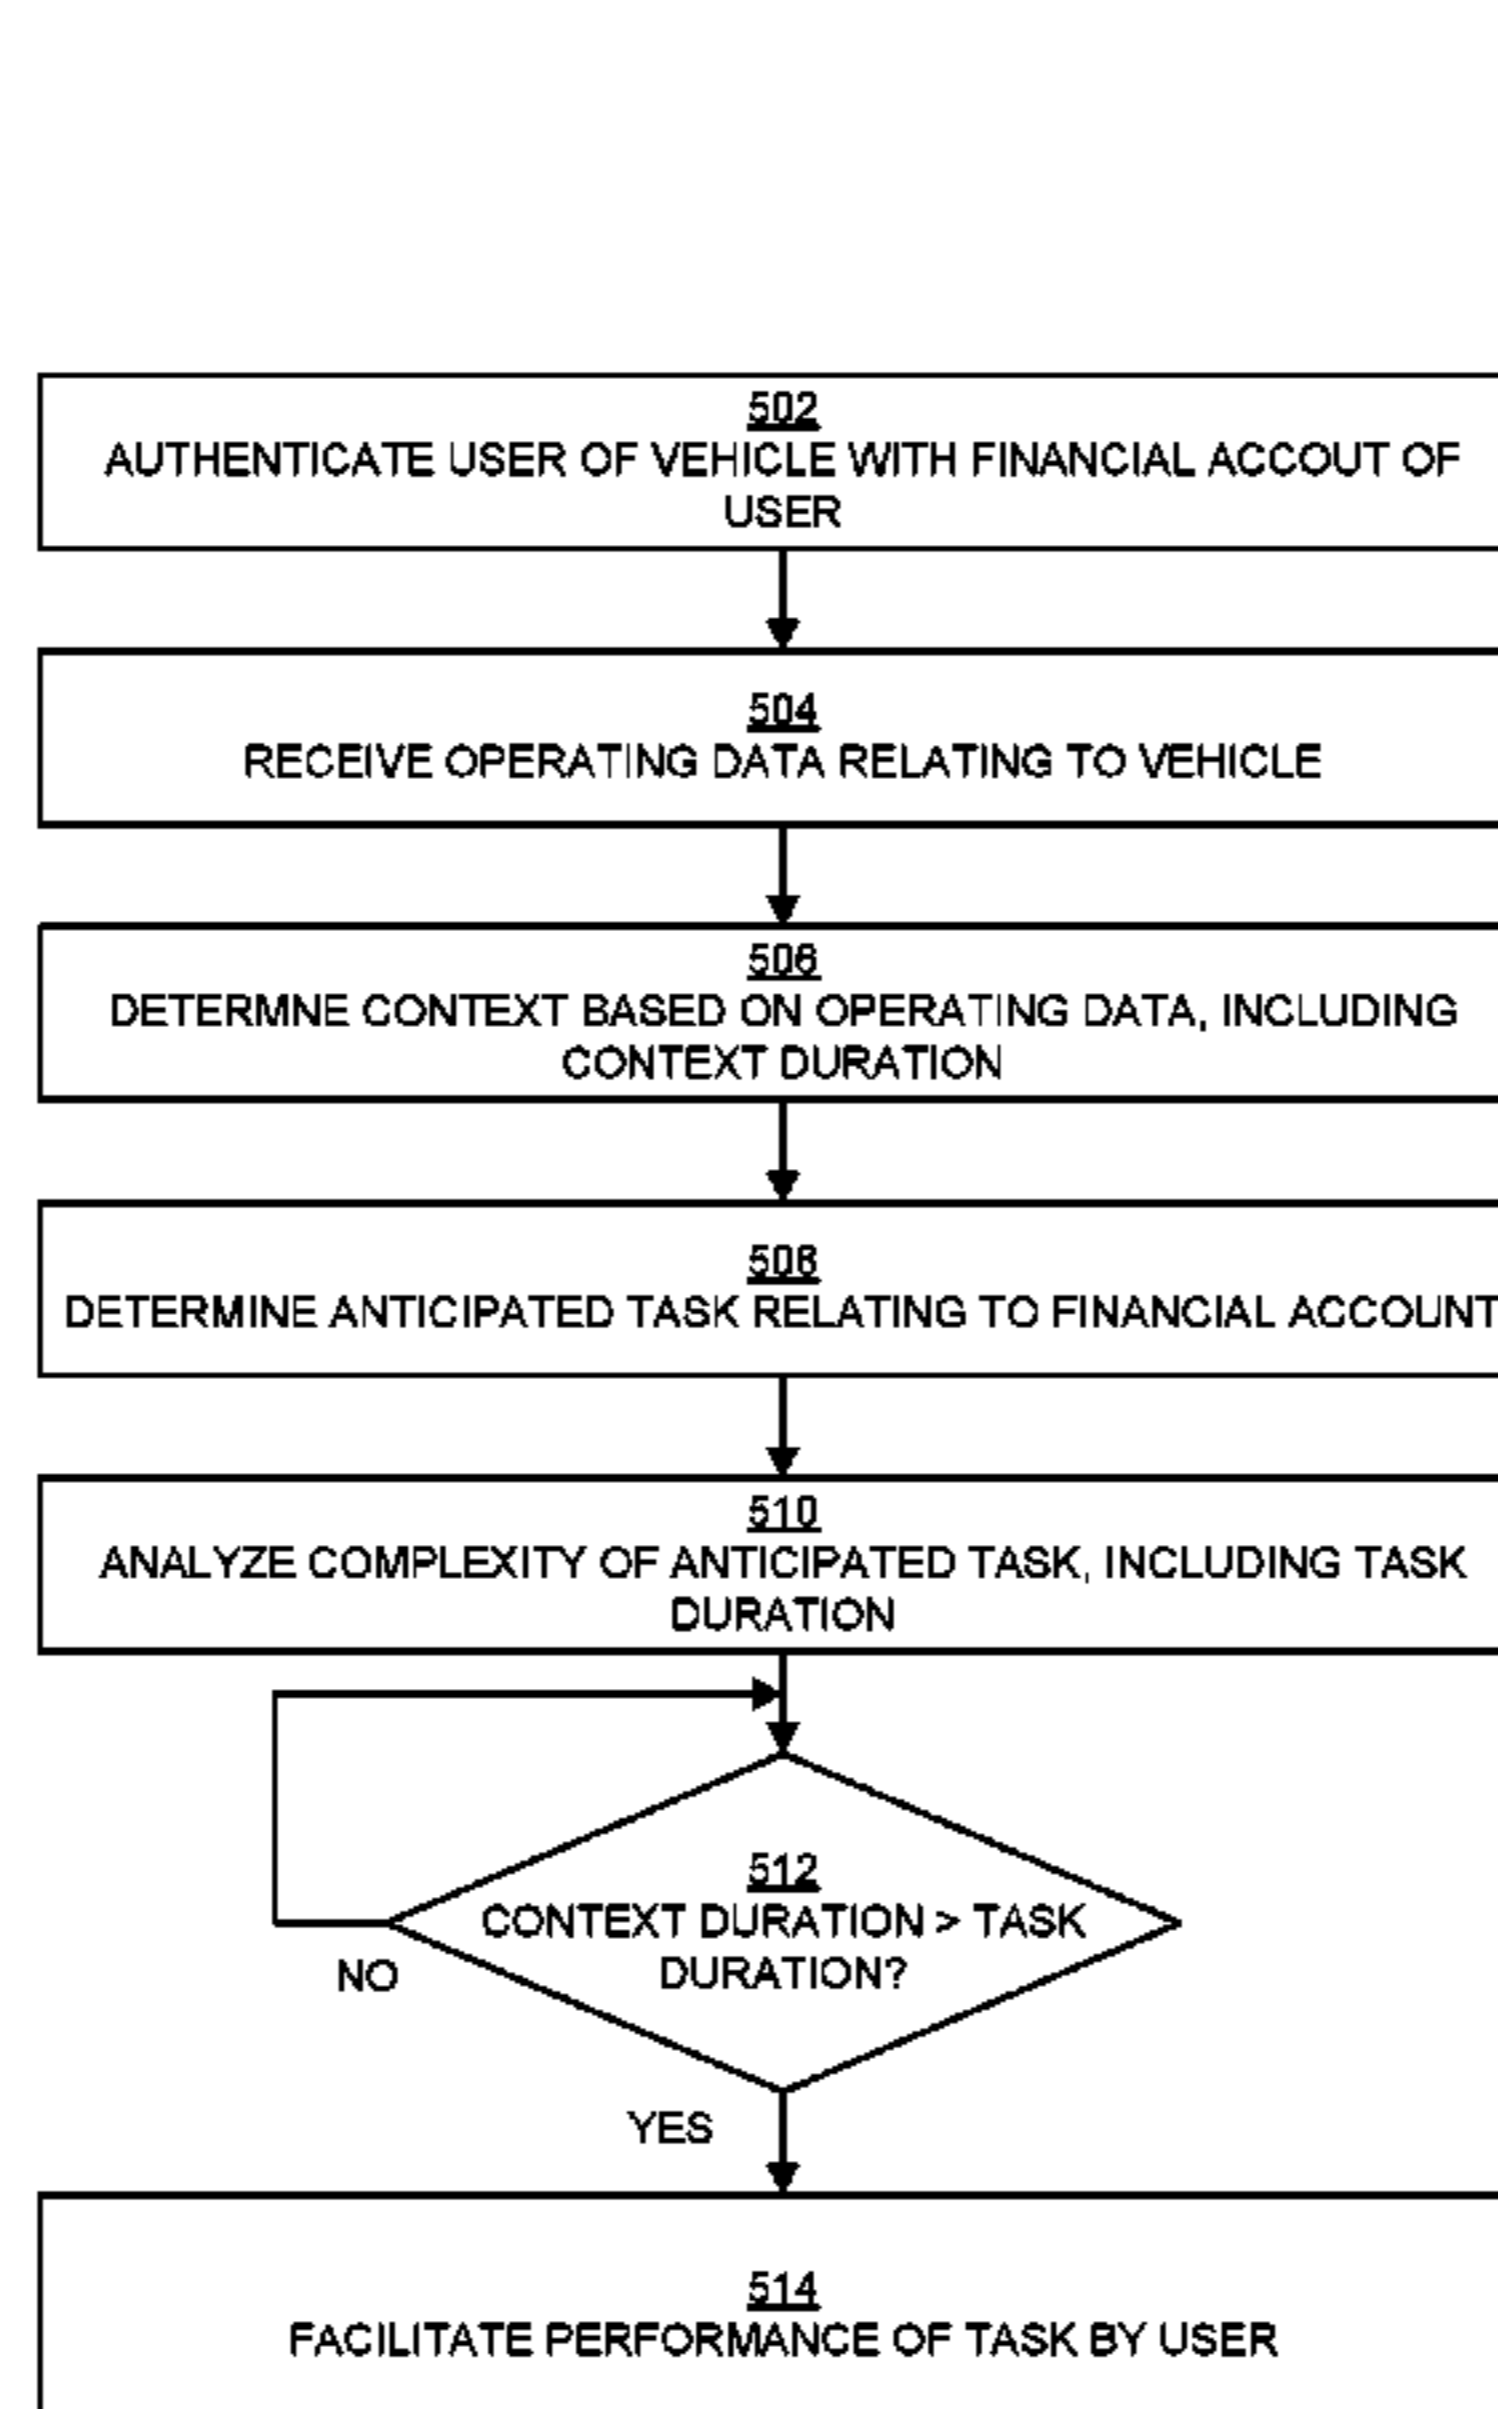 502
AUTHENTICATE USER OF VEHICLE WITH FINANCIAL ACCOUT OF
USER
504
RECEIVE OPERATING DATA RELATING TO VEHICLE
506
DETERMNE CONTEXT BASED ON OPERATING DATA, INCLUDING
CONTEXT DURATION
508
DETERMINE ANTICIPATED TASK RELATING TO FINANCIAL ACCOUNT
510
ANALYZE COMPLEXITY OF ANTICIPATED TASK, INCLUDING TASK
DURATION
512
CONTEXT DURATION > TASK
DURATION?
NO
YES
514
FACILITATE PERFORMANCE OF TASK BY USER